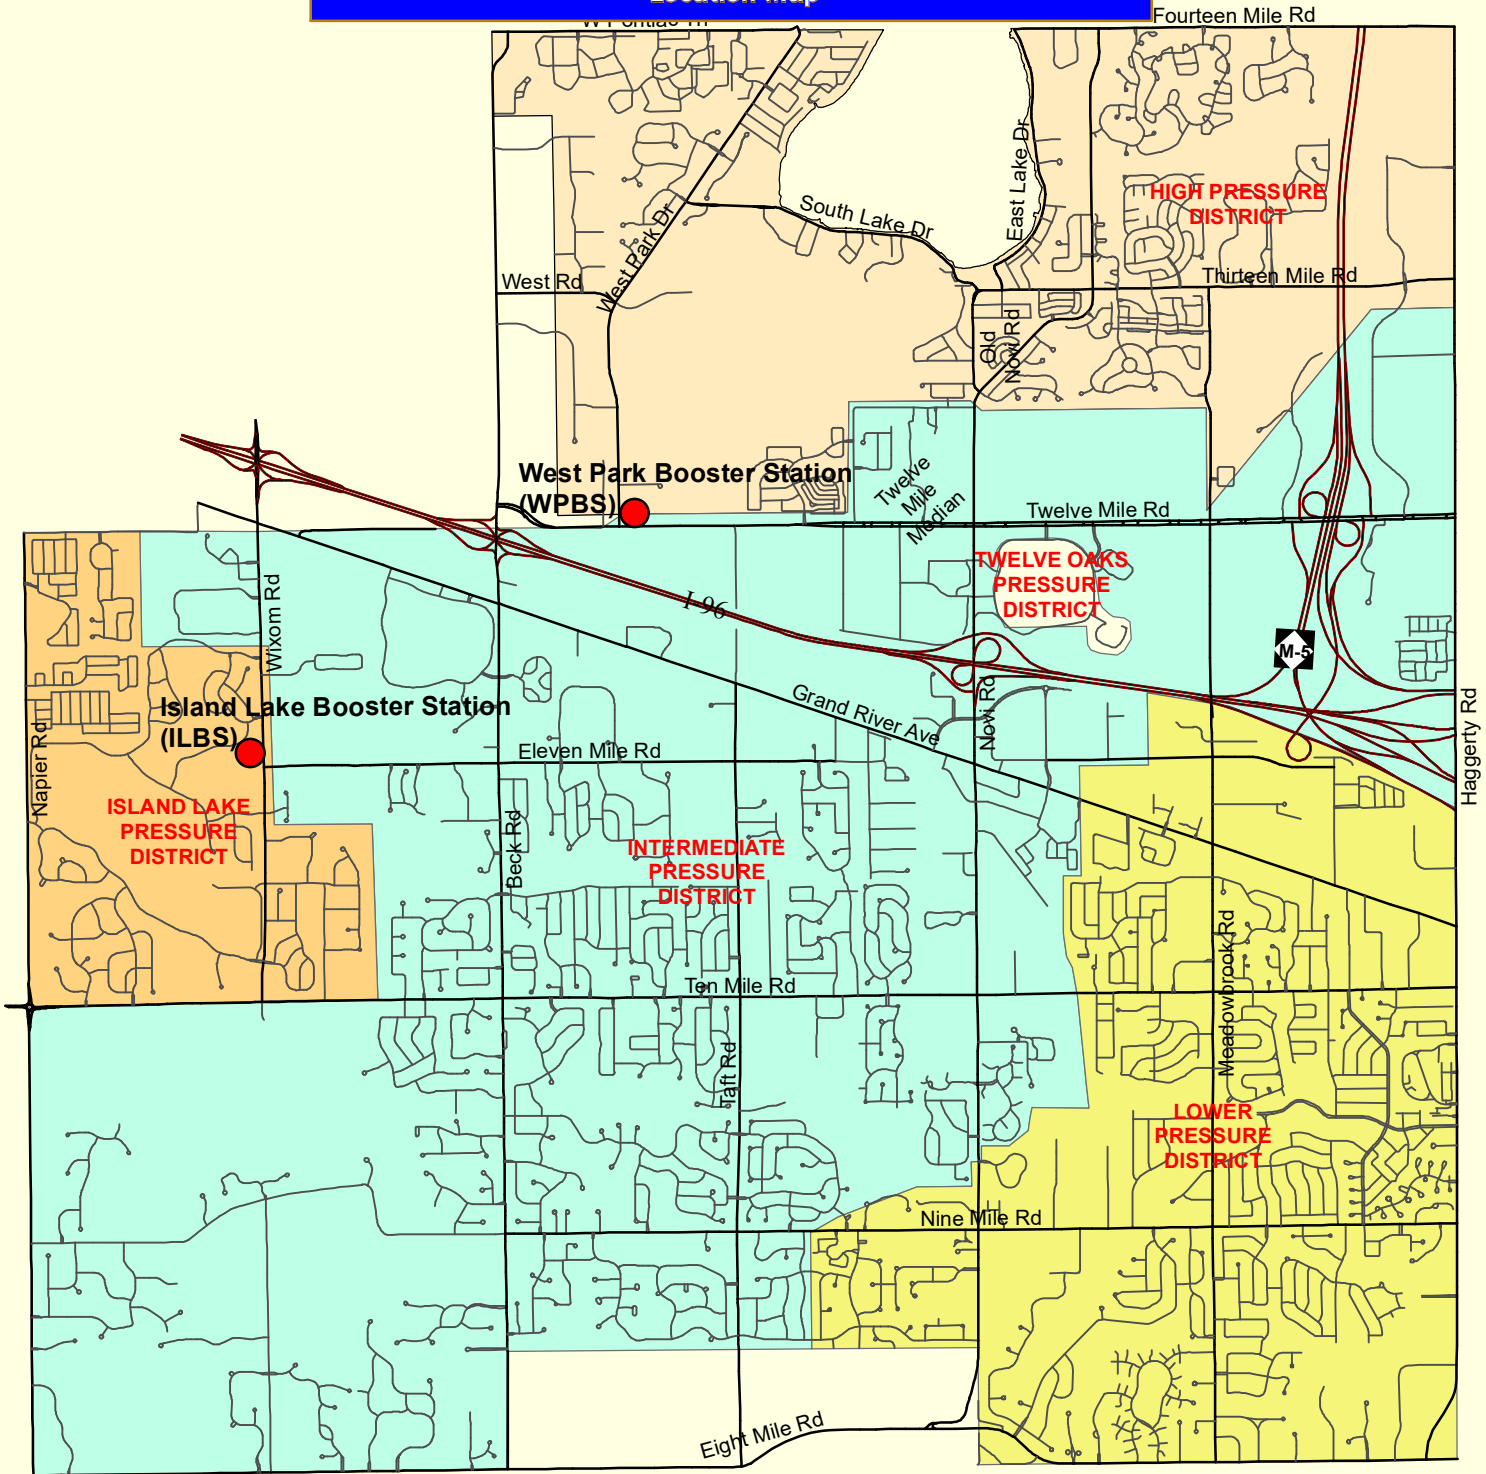 Location Map
W Pontiac Trl
Fourteen Mile Rd
East Lake Dr
HIGH PRESSURE
DISTRICT
South Lake Dr
West Park Dr
West Rd
Thirteen Mile Rd
Old
Novi Rd
West Park Booster Station
(WPBS)
Twelve
Mile
Median
Twelve Mile Rd
TWELVE OAKS
PRESSURE
DISTRICT
I-96
Wixom Rd
M-5
Island Lake Booster Station
(ILBS)
Grand River Ave
Novi Rd
Haggerty Rd
Napier Rd
Eleven Mile Rd
ISLAND LAKE
PRESSURE
DISTRICT
Beck Rd
INTERMEDIATE
PRESSURE
DISTRICT
Meadowbrook Rd
Ten Mile Rd
Taft Rd
LOWER
PRESSURE
DISTRICT
Nine Mile Rd
Eight Mile Rd